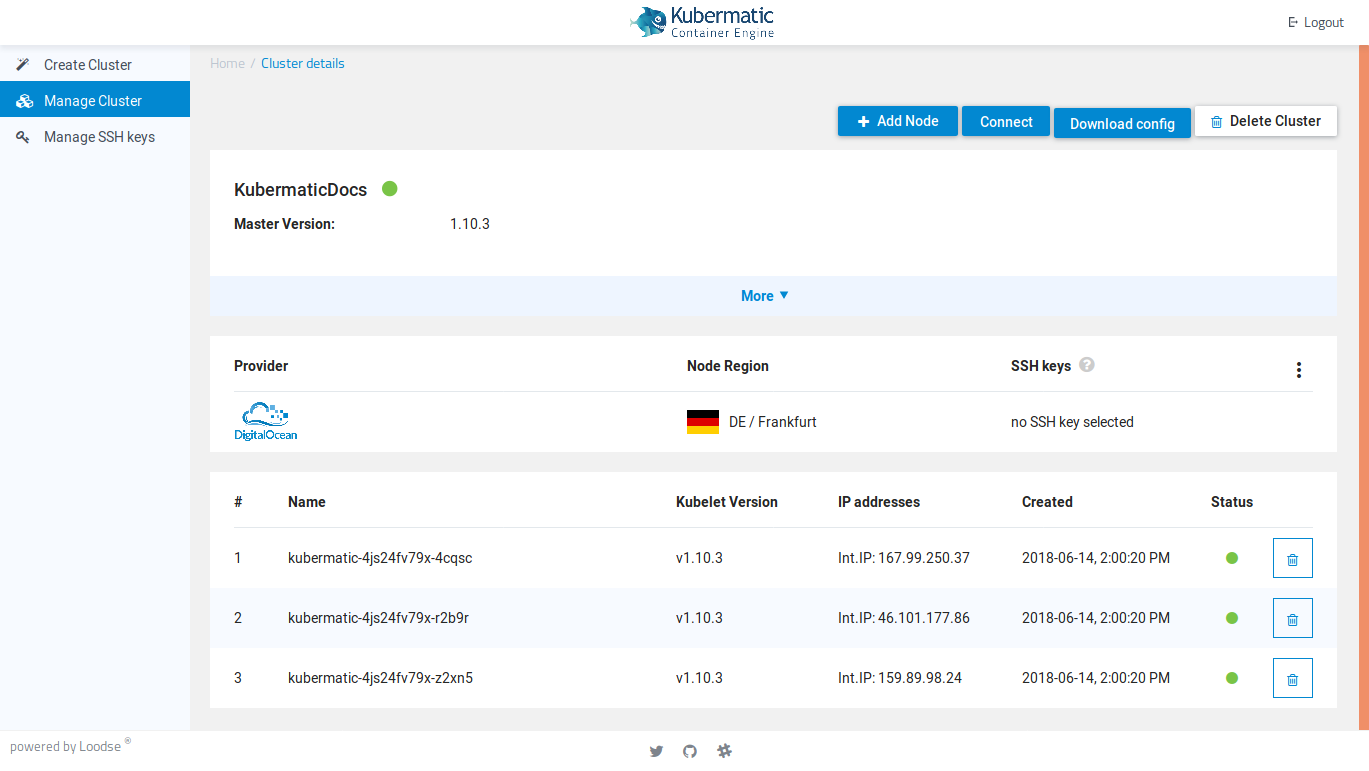 Kubermatic
Container Engine
Logout
Create Cluster
Manage Cluster
Manage SSH keys
Home / Cluster details
+ Add Node Connect Download config Delete Cluster
KubermaticDocs
Master Version: 1.10.3
More
Provider Node Region SSH keys ?
DigitalOcean DE / Frankfurt no SSH key selected
# Name Kubelet Version IP addresses Created Status
1 kubermatic-4js24fv79x-4cqsc v1.10.3 Int.IP: 167.99.250.37 2018-06-14, 2:00:20 PM
2 kubermatic-4js24fv79x-r2b9r v1.10.3 Int.IP: 46.101.177.86 2018-06-14, 2:00:20 PM
3 kubermatic-4js24fv79x-z2xn5 v1.10.3 Int.IP: 159.89.98.24 2018-06-14, 2:00:20 PM
powered by Loodse ®